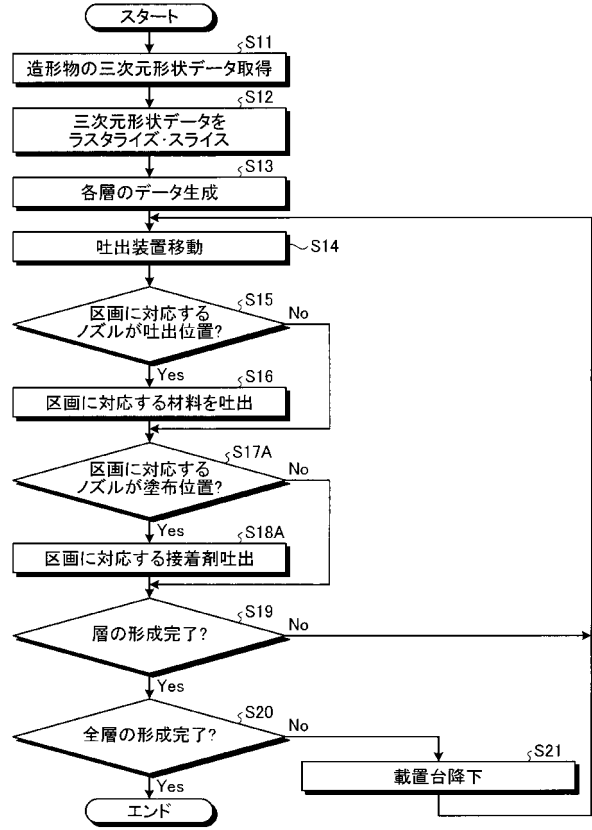 スタート
S11
造形物の三次元形状データ取得
S12
三次元形状データを
ラスタライズ・スライス
S13
各層のデータ生成
吐出装置移動
S14
S15
区画に対応する
ノズルが吐出位置?
No
Yes
S16
区画に対応する材料を吐出
S17A
区画に対応する
ノズルが塗布位置?
No
Yes
S18A
区画に対応する接着剤吐出
S19
層の形成完了?
No
Yes
S20
全層の形成完了?
No
Yes
S21
載置台降下
エンド